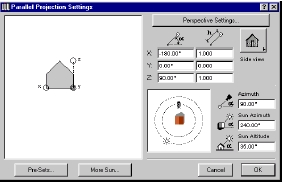 Parallel Projection Settings
Perspective Settings...
α h
X: -180.00° 1.000
Y: 0.00° 0.000
Z: 90.00° 1.000
Side view
z
x y
Azimuth
90.00°
Sun Azimuth
240.00°
Sun Altitude
35.00°
Pre-Sets... More Sun... Cancel OK